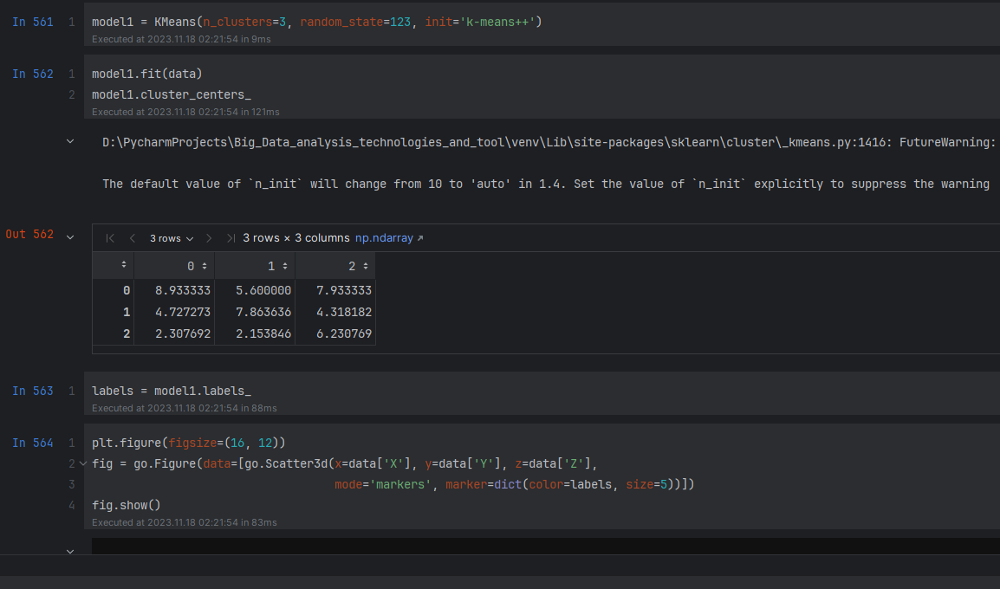 In 561 1 model1 = KMeans(n_clusters=3, random_state=123, init='k-means++')
Executed at 2023.11.18 02:21:54 in 9ms
In 562 1 model1.fit(data)
2 model1.cluster_centers_
Executed at 2023.11.18 02:21:54 in 121ms
D:\PycharmProjects\Big_Data_analysis_technologies_and_tool\venv\Lib\site-packages\sklearn\cluster\_kmeans.py:1416: FutureWarning:
The default value of `n_init` will change from 10 to 'auto' in 1.4. Set the value of `n_init` explicitly to suppress the warning
Out 562 3 rows 3 rows × 3 columns np.ndarray
0 1 2
0 8.933333 5.600000 7.933333
1 4.727273 7.863636 4.318182
2 2.307692 2.153846 6.230769
In 563 1 labels = model1.labels_
Executed at 2023.11.18 02:21:54 in 88ms
In 564 1 plt.figure(figsize=(16, 12))
2 fig = go.Figure(data=[go.Scatter3d(x=data['X'], y=data['Y'], z=data['Z'],
3 mode='markers', marker=dict(color=labels, size=5))])
4 fig.show()
Executed at 2023.11.18 02:21:54 in 83ms